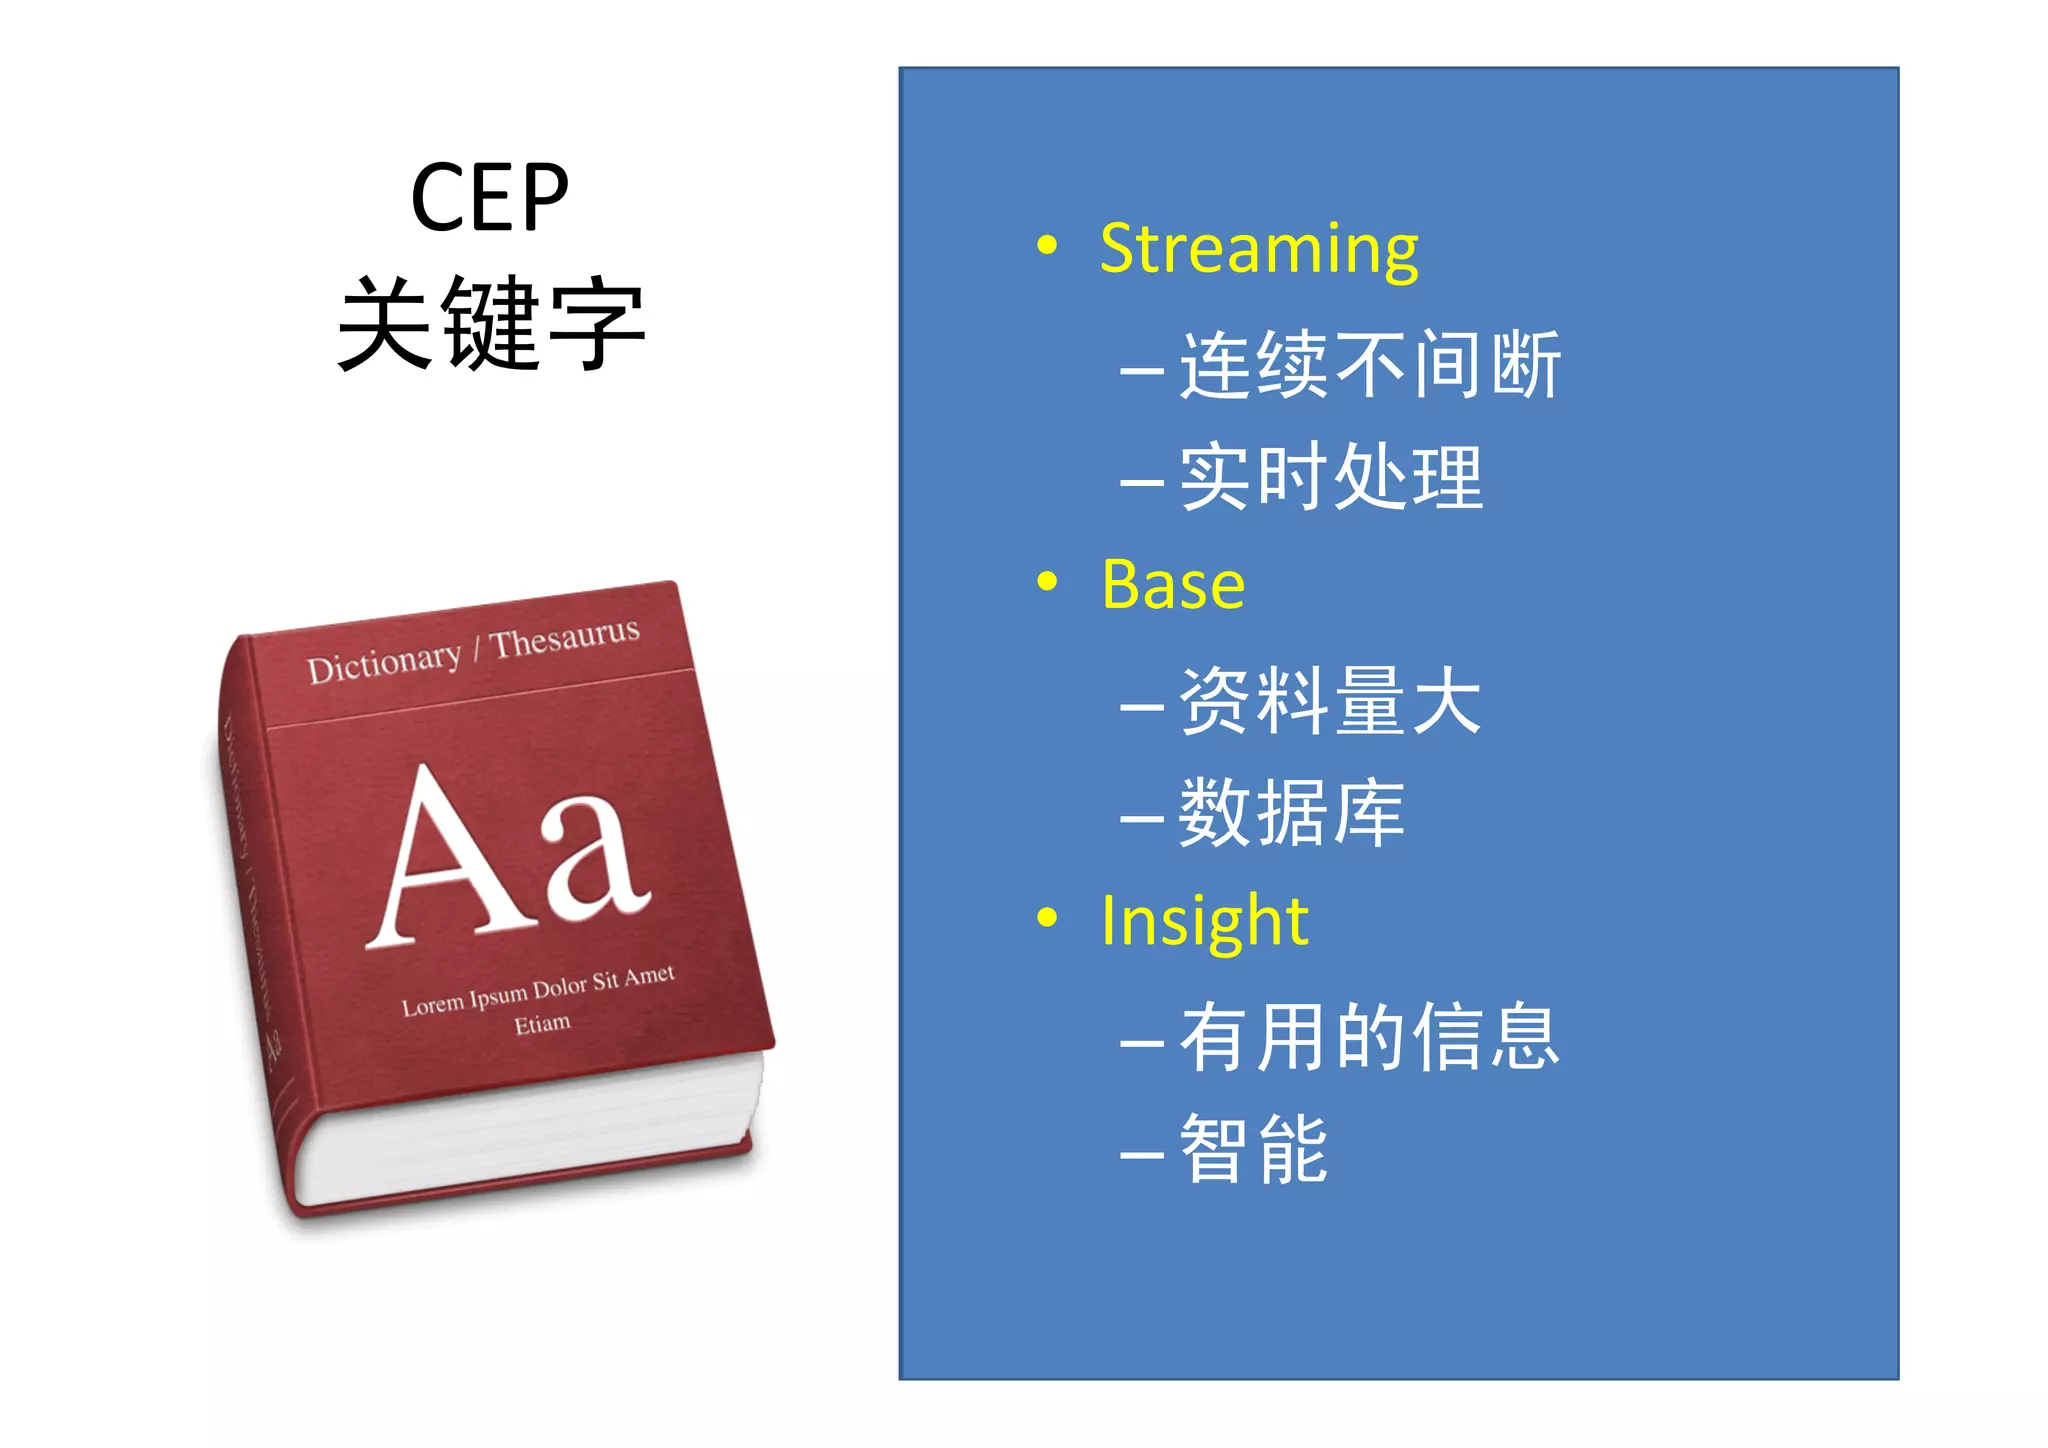 CEP
关键字
Dictionary / Thesaurus
Aa
Lorem Ipsum Dolor Sit Amet
Etiam
Dictionary / Thesaurus Aa
• Streaming
– 连续不间断
– 实时处理
• Base
– 资料量大
– 数据库
• Insight
– 有用的信息
– 智能